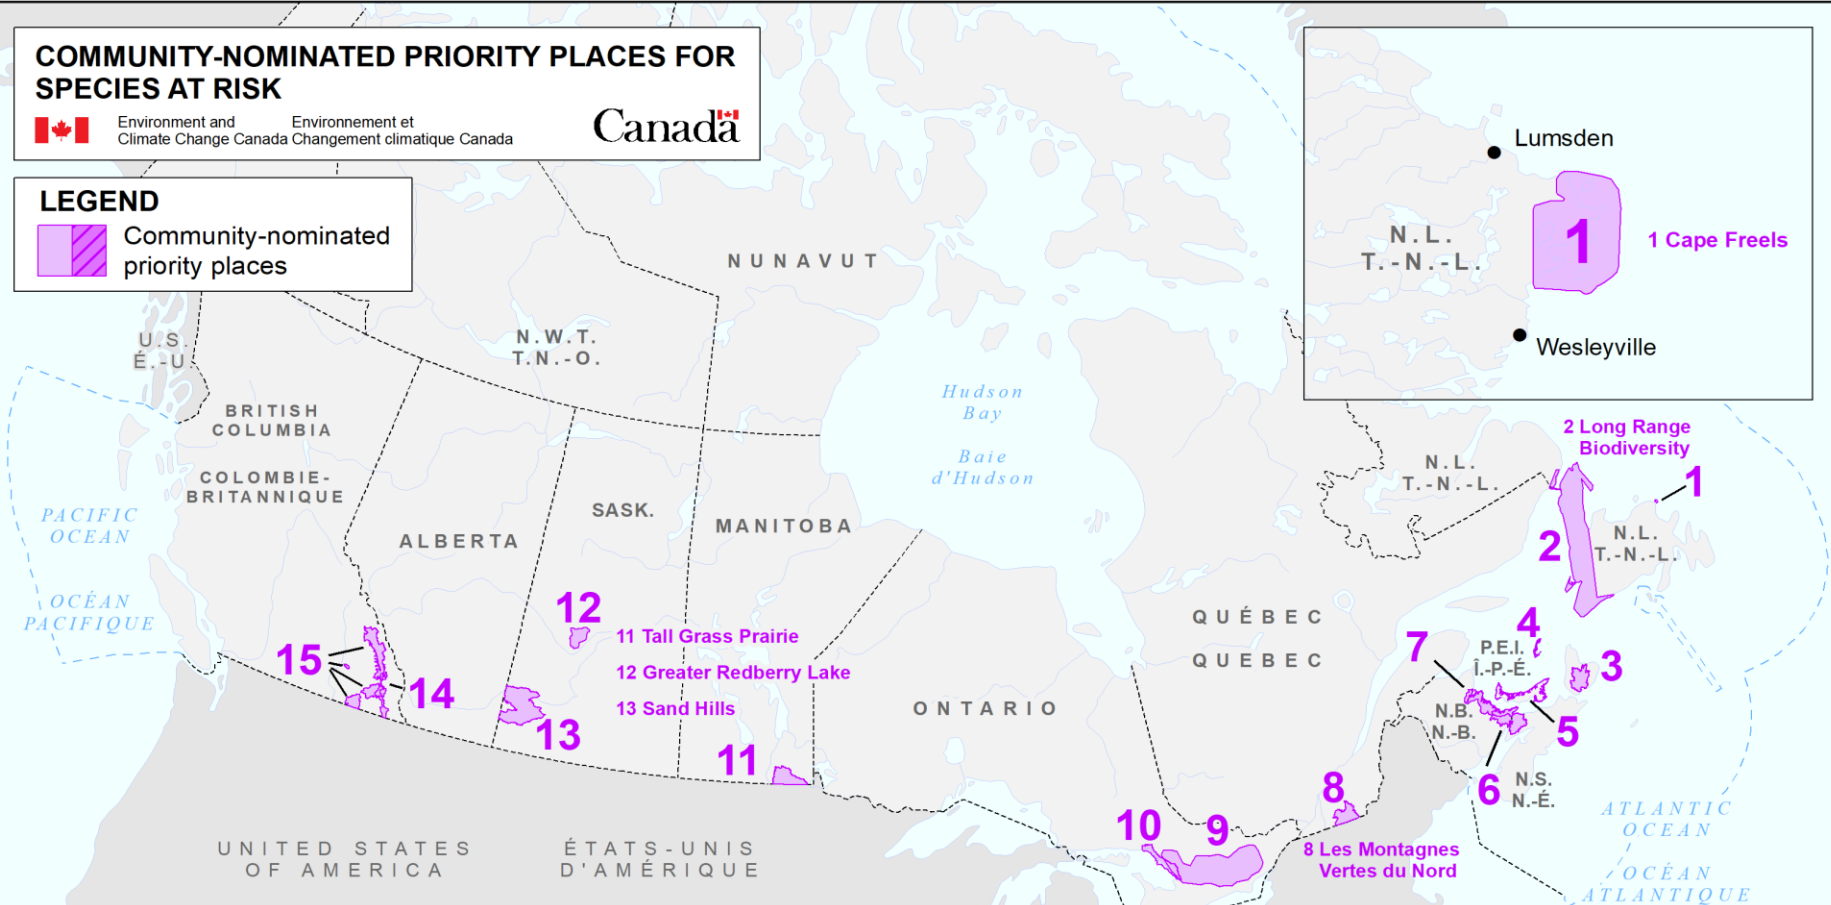 COMMUNITY-NOMINATED PRIORITY PLACES FOR
SPECIES AT RISK
Environment and
Climate Change Canada
Environnement et
Changement climatique Canada
Canada
LEGEND
Community-nominated
priority places
Lumsden
N.L.
T.-N.-L.
1
1 Cape Freels
Wesleyville
NUNAVUT
U.S.
É.-U.
N.W.T.
T.N.-O.
BRITISH
COLUMBIA
COLOMBIE-
BRITANNIQUE
Hudson
Bay
Baie
d'Hudson
2 Long Range
Biodiversity
N.L.
T.-N.-L.
1
PACIFIC
OCEAN
OCÉAN
PACIFIQUE
ALBERTA
SASK.
MANITOBA
2
N.L.
T.-N.-L.
12
11 Tall Grass Prairie
12 Greater Redberry Lake
13 Sand Hills
QUÉBEC
QUEBEC
4
7
P.E.I.
Î.-P.-É.
3
15
14
13
ONTARIO
N.B.
N.-B.
5
11
6
N.S.
N.-É.
8
10
9
8 Les Montagnes
Vertes du Nord
UNITED STATES
OF AMERICA
ÉTATS-UNIS
D'AMÉRIQUE
ATLANTIC
OCEAN
OCÉAN
ATLANTIQUE